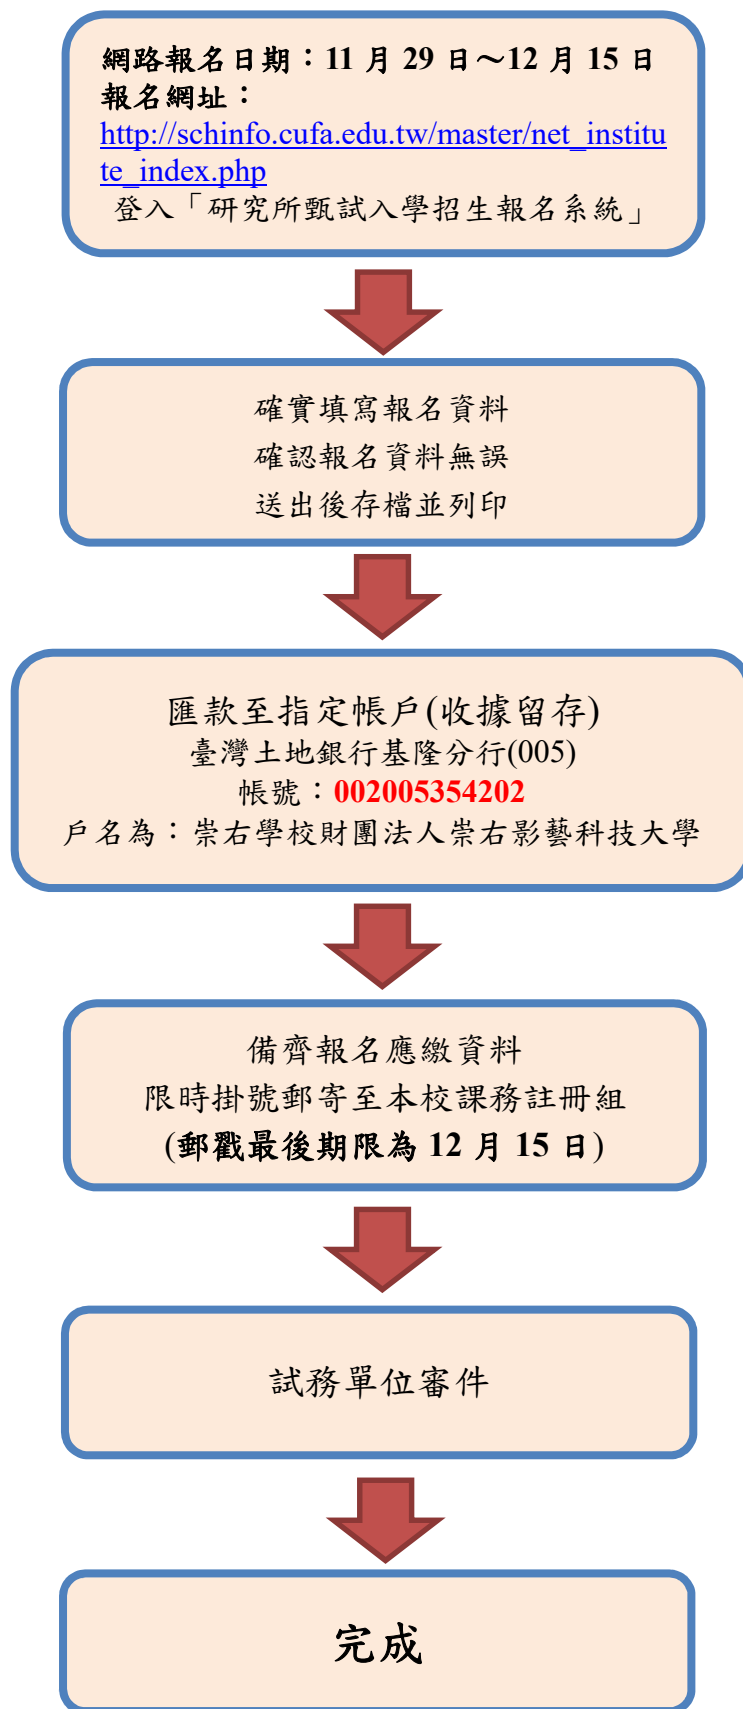 網路報名日期：11 月 29 日～12 月 15 日
報名網址：
http://schinfo.cufa.edu.tw/master/net_institu
te_index.php
登入「研究所甄試入學招生報名系統」
確實填寫報名資料
確認報名資料無誤
送出後存檔並列印
匯款至指定帳戶(收據留存)
臺灣土地銀行基隆分行(005)
帳號：002005354202
戶名為：崇右學校財團法人崇右影藝科技大學
備齊報名應繳資料
限時掛號郵寄至本校課務註冊組
(郵戳最後期限為 12 月 15 日)
試務單位審件
完成